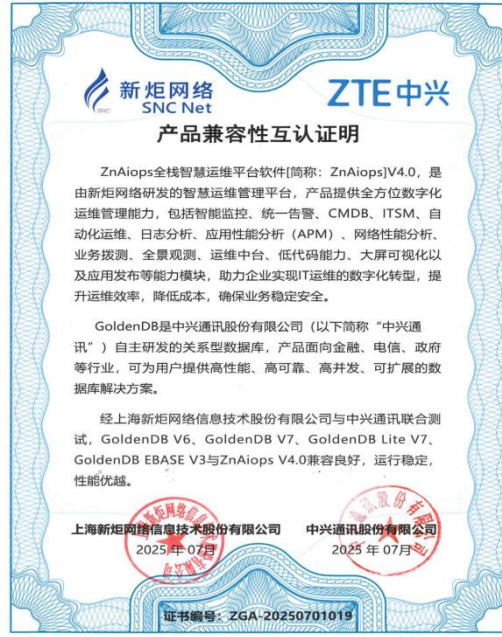 新炬网络
SNC Net
SNC
ZTE中兴
产品兼容性互认证明
ZnAiops全栈智慧运维平台软件[简称：ZnAiops]V4.0，是
由新炬网络研发的智慧运维管理平台，产品提供全方位数字化
运维管理能力，包括智能监控、统一告警、CMDB、ITSM、自
动化运维、日志分析、应用性能分析（APM）、网络性能分析、
业务拨测、全景观测、运维中台、低代码能力、大屏可视化以
及应用发布等能力模块，助力企业实现IT运维的数字化转型，提
升运维效率，降低成本，确保业务稳定安全。
GoldenDB是中兴通讯股份有限公司（以下简称“中兴通
讯”）自主研发的关系型数据库，产品面向金融、电信、政府
等行业，可为用户提供高性能、高可靠、高并发、可扩展的数
据库解决方案。
经上海新炬网络信息技术股份有限公司与中兴通讯联合测
试，GoldenDB V6、GoldenDB V7、GoldenDB Lite V7、
GoldenDB EBASE V3与ZnAiops V4.0兼容良好，运行稳定，
性能优越。
上海新炬网络信息技术股份有限公司
中兴通讯股份有限公司
2025年07月
2025年07月
证书编号：ZGA-20250701019